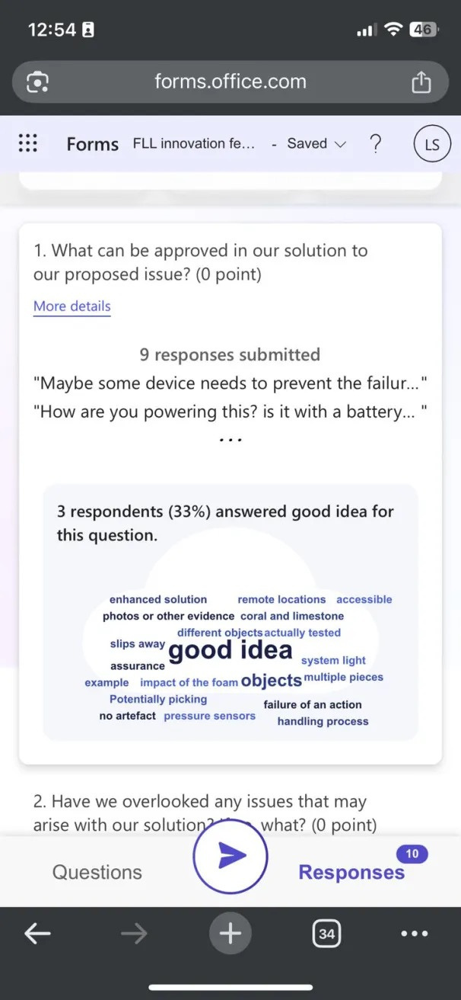 12:54
46
forms.office.com
Forms FLL innovation fe... - Saved ?
LS
1. What can be approved in our solution to
our proposed issue? (0 point)
More details
9 responses submitted
"Maybe some device needs to prevent the failur..."
"How are you powering this? is it with a battery... "
...
3 respondents (33%) answered good idea for
this question.
enhanced solution remote locations accessible
photos or other evidence coral and limestone
different objects actually tested
slips away good idea
system light
assurance
example impact of the foam objects multiple pieces
Potentially picking failure of an action
no artefact pressure sensors handling process
2. Have we overlooked any issues that may
arise with our solution? what? (0 point)
Questions
Responses
10
34